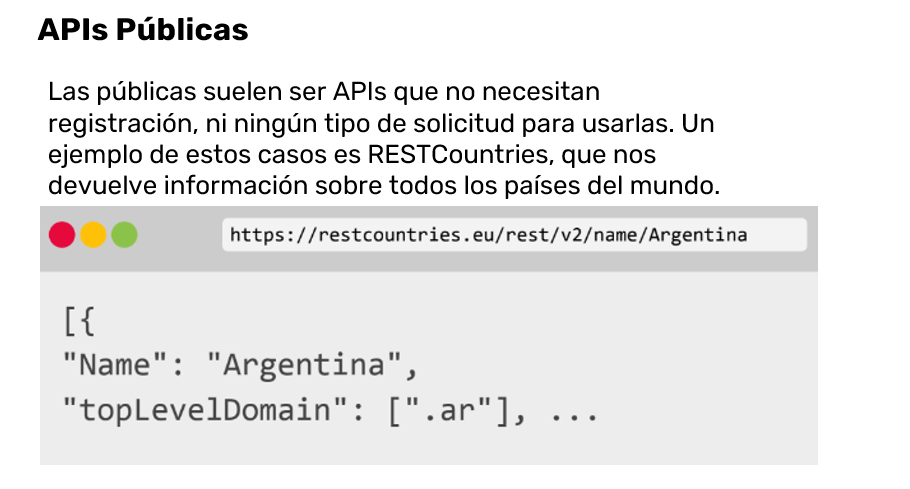 APIs Públicas
Las públicas suelen ser APIs que no necesitan
registración, ni ningún tipo de solicitud para usarlas. Un
ejemplo de estos casos es RESTCountries, que nos
devuelve información sobre todos los países del mundo.
https://restcountries.eu/rest/v2/name/Argentina
[{
"Name": "Argentina",
"topLevelDomain": [".ar"], ...